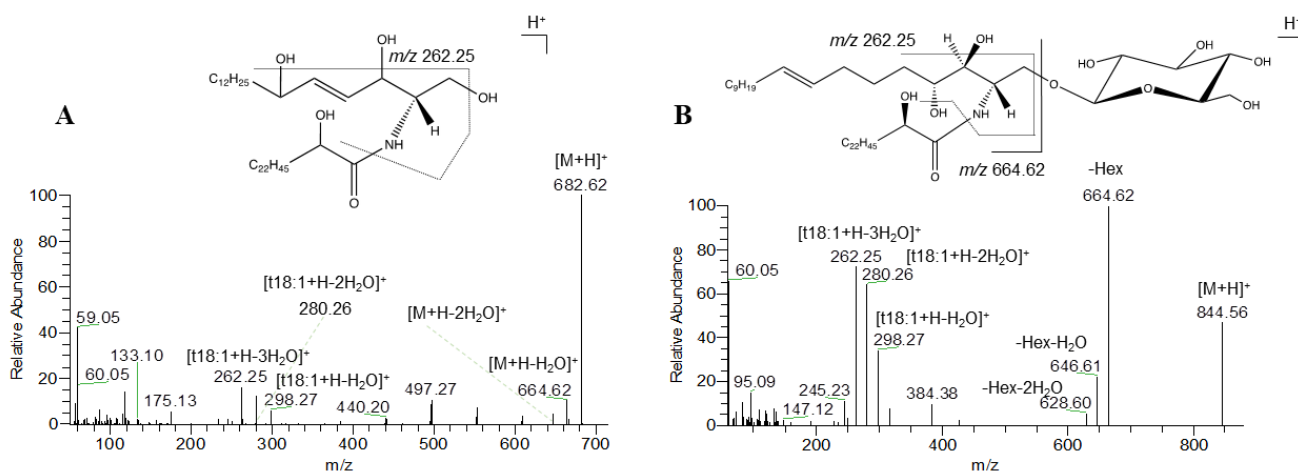 A
H⁺
OH
OH
m/z 262.25
C₁₂H₂₅
OH
OH
H
NH
C₂₂H₄₅
O
[M+H]⁺
682.62
[t18:1+H-2H₂O]⁺
280.26
[M+H-2H₂O]⁺
59.05
133.10
[t18:1+H-3H₂O]⁺
[M+H-H₂O]⁺
60.05
262.25
[t18:1+H-H₂O]⁺
664.62
175.13
298.27
497.27
440.20
100
80
60
40
20
0
Relative Abundance
100
200
300
400
500
600
700
m/z
B
H⁺
m/z 262.25
H
OH
OH
HO
OH
C₉H₁₉
O
O
OH
OH
OH
NH
H
C₂₂H₄₅
O
m/z 664.62
-Hex
664.62
[t18:1+H-3H₂O]⁺
262.25
[t18:1+H-2H₂O]⁺
60.05
280.26
[M+H]⁺
844.56
[t18:1+H-H₂O]⁺
298.27
-Hex-H₂O
646.61
95.09
245.23
384.38
-Hex-2H₂O
628.60
147.12
100
80
60
40
20
0
Relative Abundance
200
400
600
800
m/z